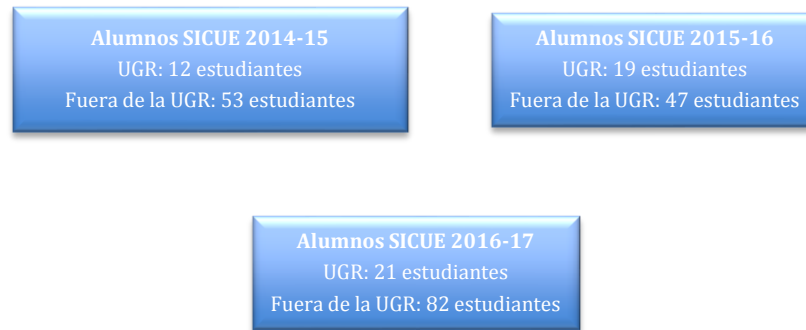 Alumnos SICUE 2014-15
UGR: 12 estudiantes
Fuera de la UGR: 53 estudiantes
Alumnos SICUE 2015-16
UGR: 19 estudiantes
Fuera de la UGR: 47 estudiantes
Alumnos SICUE 2016-17
UGR: 21 estudiantes
Fuera de la UGR: 82 estudiantes